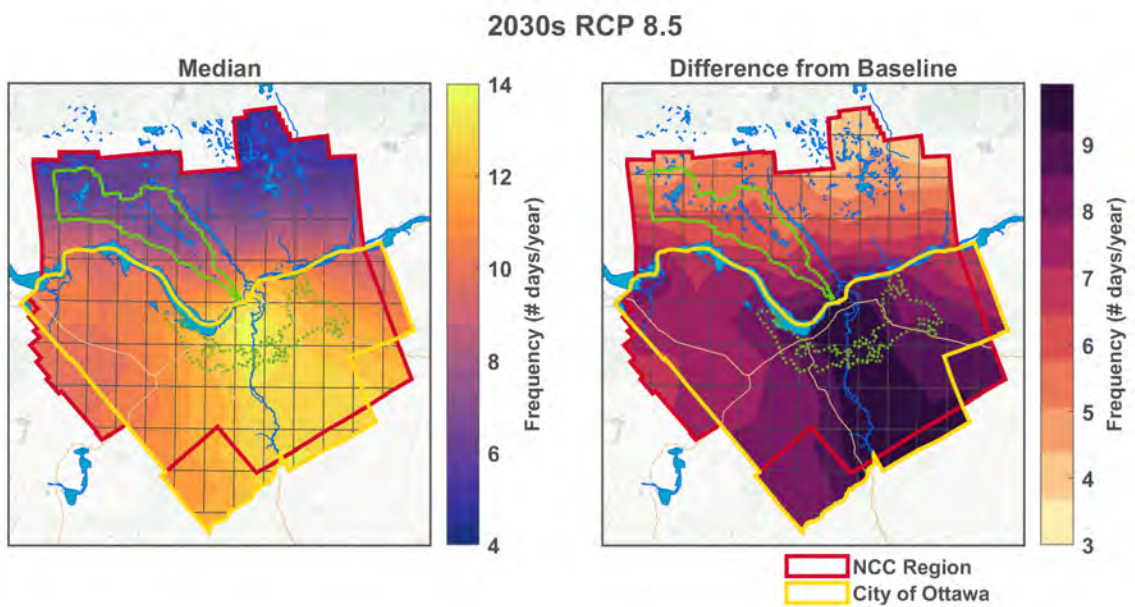 2030s RCP 8.5
Median
Difference from Baseline
14
12
10
8
6
4
Frequency (# days/year)
9
8
7
6
5
4
3
Frequency (# days/year)
NCC Region
City of Ottawa